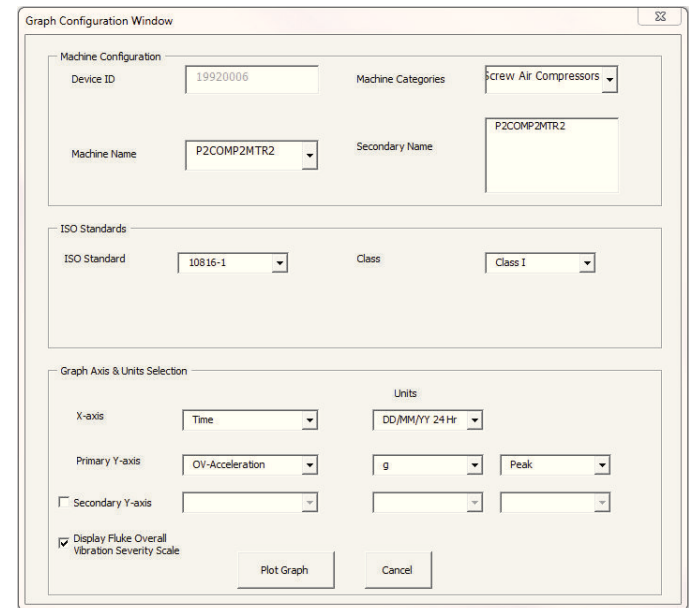 Graph Configuration Window
Machine Configuration
Device ID
19920006
Machine Categories
Screw Air Compressors
Machine Name
P2COMP2MTR2
Secondary Name
P2COMP2MTR2
ISO Standards
ISO Standard
10816-1
Class
Class I
Graph Axis & Units Selection
Units
X-axis
Time
DD/MM/YY 24 Hr
Primary Y-axis
OV-Acceleration
g
Peak
Secondary Y-axis
Display Fluke Overall
Vibration Severity Scale
Plot Graph
Cancel